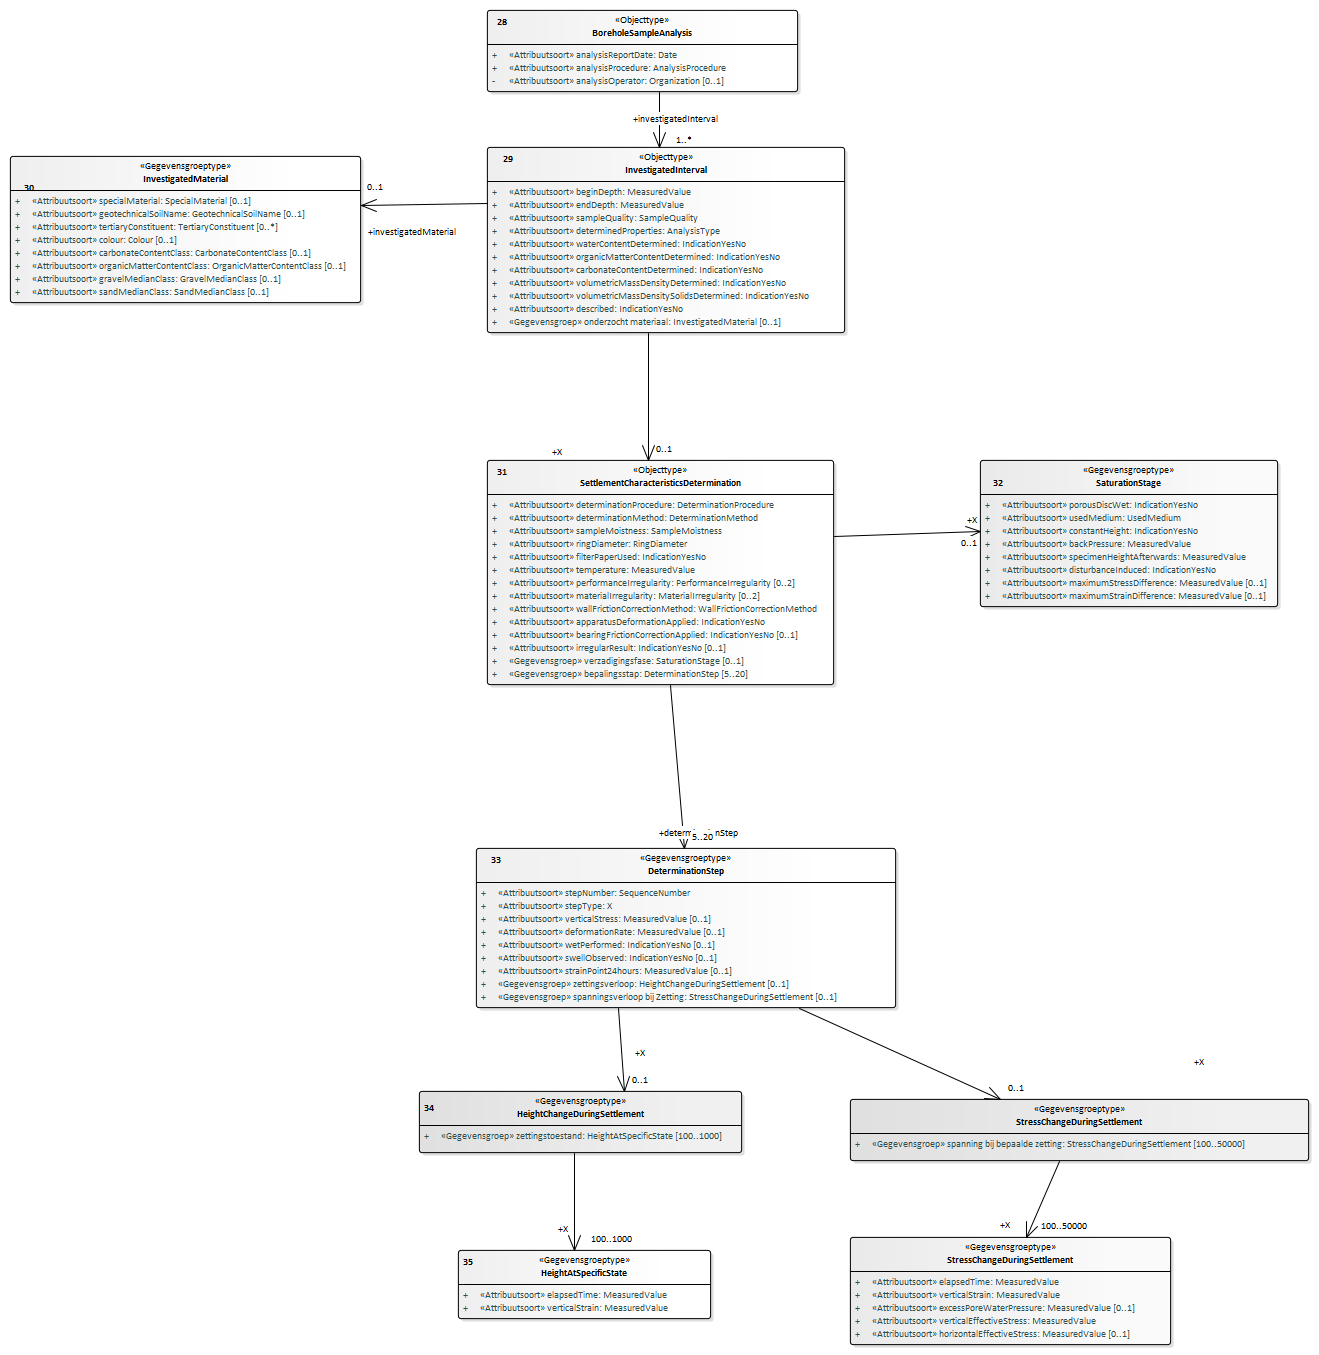 28
«Objecttype»
BoreholeSampleAnalysis
+ «Attribuutsoort» analysisReportDate: Date
+ «Attribuutsoort» analysisProcedure: AnalysisProcedure
- «Attribuutsoort» analysisOperator: Organization [0..1]
+investigatedInterval
1..*
29
«Objecttype»
InvestigatedInterval
+ «Attribuutsoort» beginDepth: MeasuredValue
+ «Attribuutsoort» endDepth: MeasuredValue
+ «Attribuutsoort» sampleQuality: SampleQuality
+ «Attribuutsoort» determinedProperties: AnalysisType
+ «Attribuutsoort» waterContentDetermined: IndicationYesNo
+ «Attribuutsoort» organicMatterContentDetermined: IndicationYesNo
+ «Attribuutsoort» carbonateContentDetermined: IndicationYesNo
+ «Attribuutsoort» volumetricMassDensityDetermined: IndicationYesNo
+ «Attribuutsoort» volumetricMassDensitySolidsDetermined: IndicationYesNo
+ «Attribuutsoort» described: IndicationYesNo
+ «Gegevensgroep» onderzocht materiaal: InvestigatedMaterial [0..1]
«Gegevensgroeptype»
InvestigatedMaterial
30
+ «Attribuutsoort» specialMaterial: SpecialMaterial [0..1]
+ «Attribuutsoort» geotechnicalSoilName: GeotechnicalSoilName [0..1]
+ «Attribuutsoort» tertiaryConstituent: TertiaryConstituent [0..*]
+ «Attribuutsoort» colour: Colour [0..1]
+ «Attribuutsoort» carbonateContentClass: CarbonateContentClass [0..1]
+ «Attribuutsoort» organicMatterContentClass: OrganicMatterContentClass [0..1]
+ «Attribuutsoort» gravelMedianClass: GravelMedianClass [0..1]
+ «Attribuutsoort» sandMedianClass: SandMedianClass [0..1]
0..1
+investigatedMaterial
+X
0..1
31
«Objecttype»
SettlementCharacteristicsDetermination
+ «Attribuutsoort» determinationProcedure: DeterminationProcedure
+ «Attribuutsoort» determinationMethod: DeterminationMethod
+ «Attribuutsoort» sampleMoistness: SampleMoistness
+ «Attribuutsoort» ringDiameter: RingDiameter
+ «Attribuutsoort» filterPaperUsed: IndicationYesNo
+ «Attribuutsoort» temperature: MeasuredValue
+ «Attribuutsoort» performanceIrregularity: PerformanceIrregularity [0..2]
+ «Attribuutsoort» materialIrregularity: MaterialIrregularity [0..2]
+ «Attribuutsoort» wallFrictionCorrectionMethod: WallFrictionCorrectionMethod
+ «Attribuutsoort» apparatusDeformationApplied: IndicationYesNo
+ «Attribuutsoort» bearingFrictionCorrectionApplied: IndicationYesNo [0..1]
+ «Attribuutsoort» irregularResult: IndicationYesNo [0..1]
+ «Gegevensgroep» verzadigingsfase: SaturationStage [0..1]
+ «Gegevensgroep» bepalingsstap: DeterminationStep [5..20]
+X
0..1
32
«Gegevensgroeptype»
SaturationStage
+ «Attribuutsoort» porousDiscWet: IndicationYesNo
+ «Attribuutsoort» usedMedium: UsedMedium
+ «Attribuutsoort» constantHeight: IndicationYesNo
+ «Attribuutsoort» backPressure: MeasuredValue
+ «Attribuutsoort» specimenHeightAfterwards: MeasuredValue
+ «Attribuutsoort» disturbanceInduced: IndicationYesNo
+ «Attribuutsoort» maximumStressDifference: MeasuredValue [0..1]
+ «Attribuutsoort» maximumStrainDifference: MeasuredValue [0..1]
5..20
33
«Gegevensgroeptype»
DeterminationStep
+ «Attribuutsoort» stepNumber: SequenceNumber
+ «Attribuutsoort» stepType: X
+ «Attribuutsoort» verticalStress: MeasuredValue [0..1]
+ «Attribuutsoort» deformationRate: MeasuredValue [0..1]
+ «Attribuutsoort» wetPerformed: IndicationYesNo [0..1]
+ «Attribuutsoort» swellObserved: IndicationYesNo [0..1]
+ «Attribuutsoort» strainPoint24hours: MeasuredValue [0..1]
+ «Gegevensgroep» zettingsverloop: HeightChangeDuringSettlement [0..1]
+ «Gegevensgroep» spanningsverloop bij Zetting: StressChangeDuringSettlement [0..1]
+X
0..1
34
«Gegevensgroeptype»
HeightChangeDuringSettlement
+ «Gegevensgroep» zettingstoestand: HeightAtSpecificState [100..1000]
+X
0..1
«Gegevensgroeptype»
StressChangeDuringSettlement
+ «Gegevensgroep» spanning bij bepaalde zetting: StressChangeDuringSettlement [100..50000]
+X
100..1000
35
«Gegevensgroeptype»
HeightAtSpecificState
+ «Attribuutsoort» elapsedTime: MeasuredValue
+ «Attribuutsoort» verticalStrain: MeasuredValue
+X
100..50000
«Gegevensgroeptype»
StressChangeDuringSettlement
+ «Attribuutsoort» elapsedTime: MeasuredValue
+ «Attribuutsoort» verticalStrain: MeasuredValue
+ «Attribuutsoort» excessPoreWaterPressure: MeasuredValue [0..1]
+ «Attribuutsoort» verticalEffectiveStress: MeasuredValue
+ «Attribuutsoort» horizontalEffectiveStress: MeasuredValue [0..1]